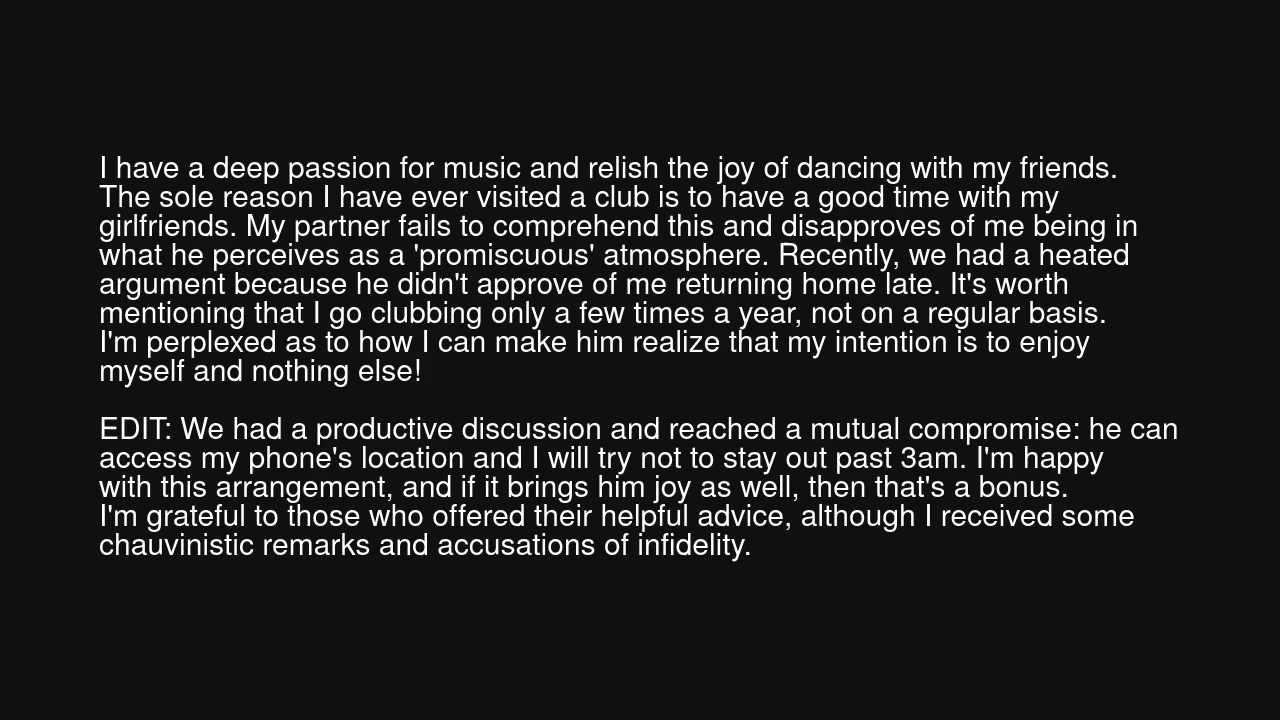 I have a deep passion for music and relish the joy of dancing with my friends.
The sole reason I have ever visited a club is to have a good time with my
girlfriends. My partner fails to comprehend this and disapproves of me being in
what he perceives as a 'promiscuous' atmosphere. Recently, we had a heated
argument because he didn't approve of me returning home late. It's worth
mentioning that I go clubbing only a few times a year, not on a regular basis.
I'm perplexed as to how I can make him realize that my intention is to enjoy
myself and nothing else!
EDIT: We had a productive discussion and reached a mutual compromise: he can
access my phone's location and I will try not to stay out past 3am. I'm happy
with this arrangement, and if it brings him joy as well, then that's a bonus.
I'm grateful to those who offered their helpful advice, although I received some
chauvinistic remarks and accusations of infidelity.